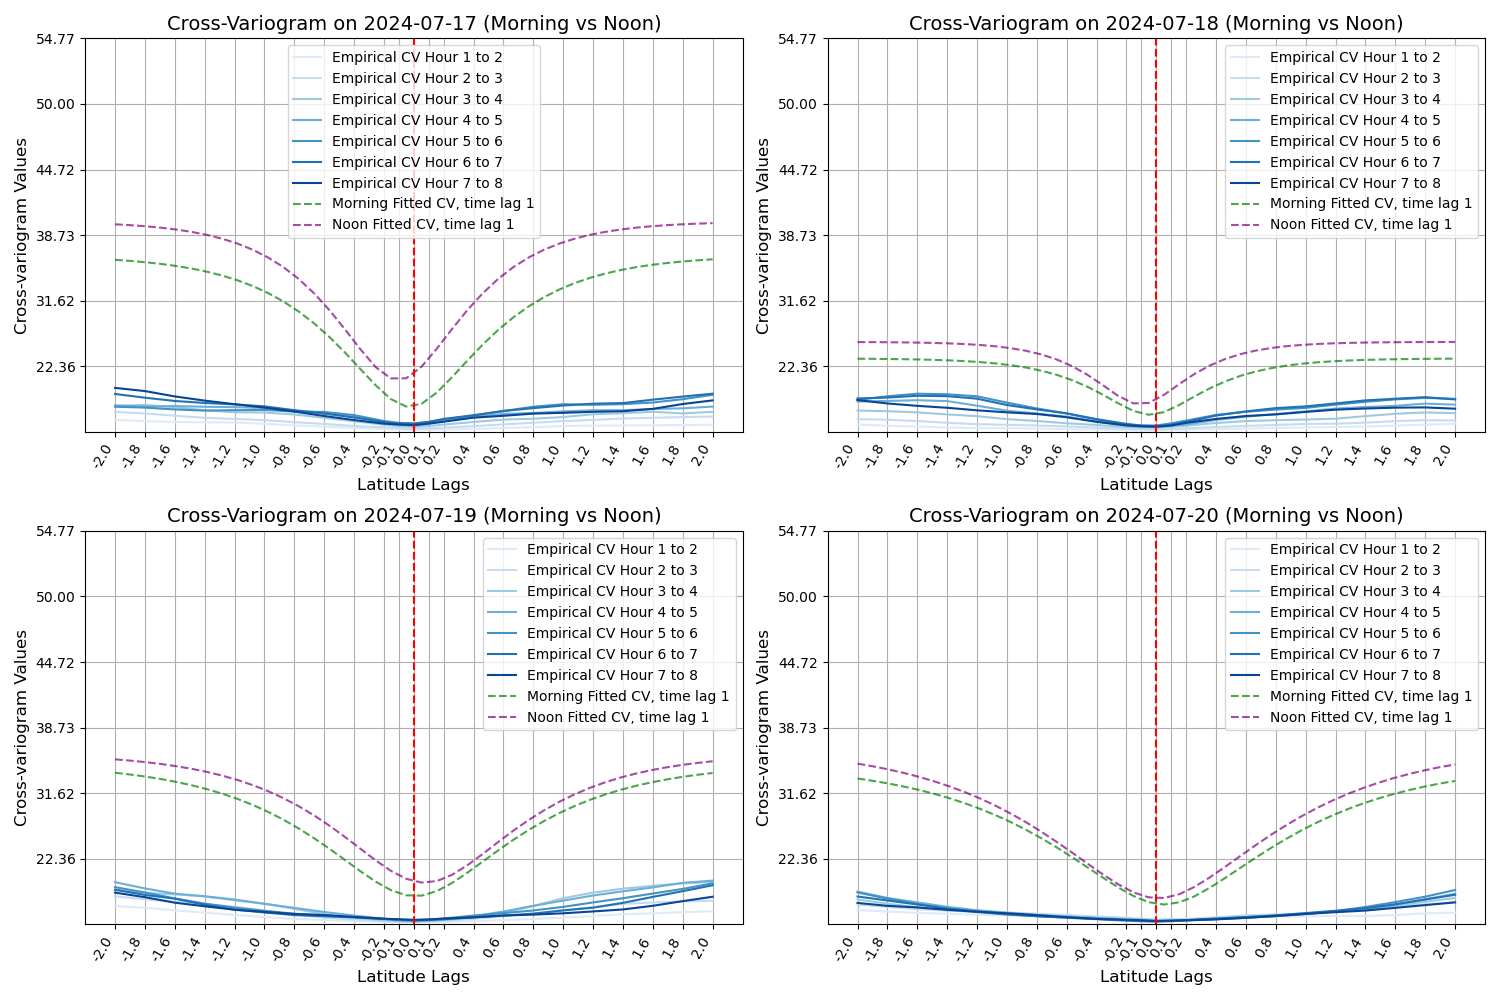 Cross-Variogram on 2024-07-17 (Morning vs Noon)
54.77
50.00
44.72
38.73
31.62
22.36
Cross-variogram Values
Empirical CV Hour 1 to 2
Empirical CV Hour 2 to 3
Empirical CV Hour 3 to 4
Empirical CV Hour 4 to 5
Empirical CV Hour 5 to 6
Empirical CV Hour 6 to 7
Empirical CV Hour 7 to 8
Morning Fitted CV, time lag 1
Noon Fitted CV, time lag 1
-2.0 -1.8 -1.6 -1.4 -1.2 -1.0 -0.8 -0.6 -0.4 -0.2 -0.1 0.0 0.1 0.2 0.4 0.6 0.8 1.0 1.2 1.4 1.6 1.8 2.0
Latitude Lags
Cross-Variogram on 2024-07-18 (Morning vs Noon)
54.77
50.00
44.72
38.73
31.62
22.36
Cross-variogram Values
Empirical CV Hour 1 to 2
Empirical CV Hour 2 to 3
Empirical CV Hour 3 to 4
Empirical CV Hour 4 to 5
Empirical CV Hour 5 to 6
Empirical CV Hour 6 to 7
Empirical CV Hour 7 to 8
Morning Fitted CV, time lag 1
Noon Fitted CV, time lag 1
-2.0 -1.8 -1.6 -1.4 -1.2 -1.0 -0.8 -0.6 -0.4 -0.2 -0.1 0.0 0.1 0.2 0.4 0.6 0.8 1.0 1.2 1.4 1.6 1.8 2.0
Latitude Lags
Cross-Variogram on 2024-07-19 (Morning vs Noon)
54.77
50.00
44.72
38.73
31.62
22.36
Cross-variogram Values
Empirical CV Hour 1 to 2
Empirical CV Hour 2 to 3
Empirical CV Hour 3 to 4
Empirical CV Hour 4 to 5
Empirical CV Hour 5 to 6
Empirical CV Hour 6 to 7
Empirical CV Hour 7 to 8
Morning Fitted CV, time lag 1
Noon Fitted CV, time lag 1
-2.0 -1.8 -1.6 -1.4 -1.2 -1.0 -0.8 -0.6 -0.4 -0.2 -0.1 0.0 0.1 0.2 0.4 0.6 0.8 1.0 1.2 1.4 1.6 1.8 2.0
Latitude Lags
Cross-Variogram on 2024-07-20 (Morning vs Noon)
54.77
50.00
44.72
38.73
31.62
22.36
Cross-variogram Values
Empirical CV Hour 1 to 2
Empirical CV Hour 2 to 3
Empirical CV Hour 3 to 4
Empirical CV Hour 4 to 5
Empirical CV Hour 5 to 6
Empirical CV Hour 6 to 7
Empirical CV Hour 7 to 8
Morning Fitted CV, time lag 1
Noon Fitted CV, time lag 1
-2.0 -1.8 -1.6 -1.4 -1.2 -1.0 -0.8 -0.6 -0.4 -0.2 -0.1 0.0 0.1 0.2 0.4 0.6 0.8 1.0 1.2 1.4 1.6 1.8 2.0
Latitude Lags